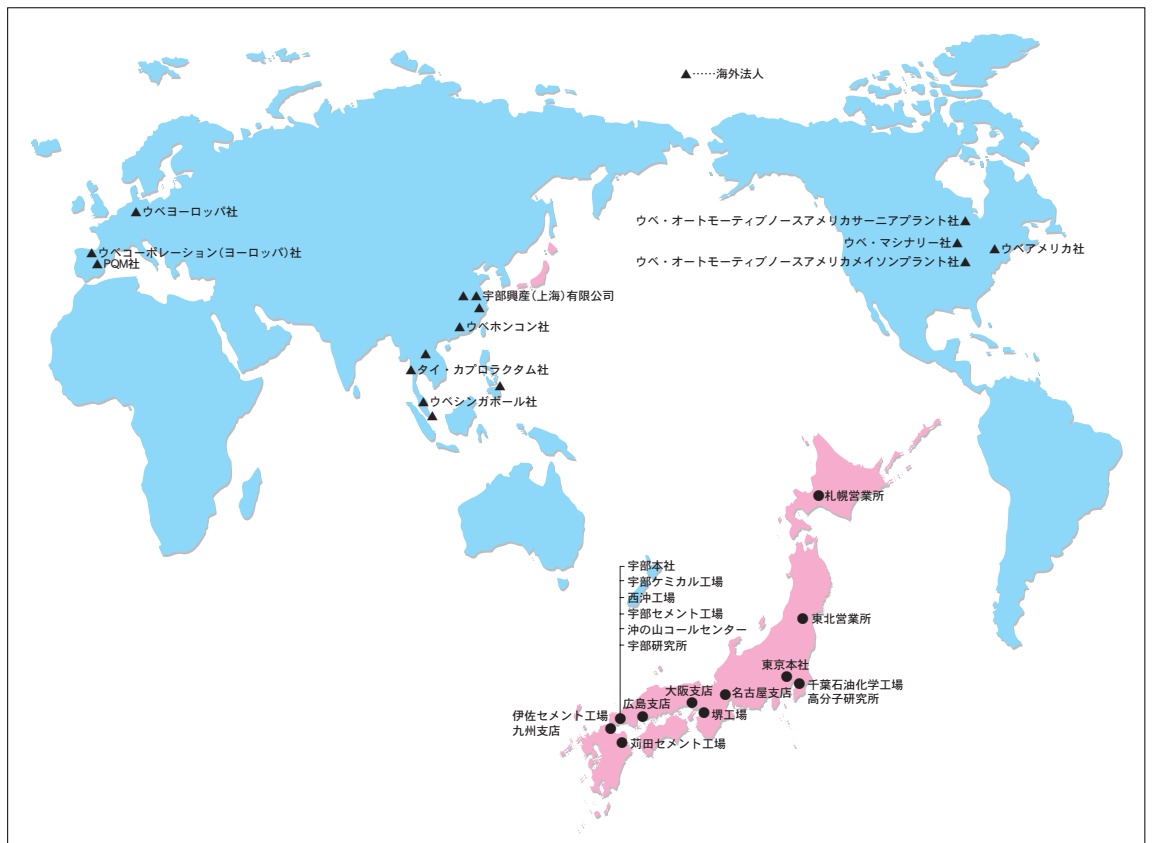 ▲……海外法人
ウベヨーロッパ社
ウベコーポレーション(ヨーロッパ)社
PQM社
宇部興産(上海)有限公司
ウベホンコン社
タイ・カプロラクタム社
ウベシンガポール社
ウベ・オートモーティブノースアメリカサーニアプラント社
ウベ・マシナリー社
ウベアメリカ社
ウベ・オートモーティブノースアメリカメイソンプラント社
札幌営業所
東北営業所
宇部本社
宇部ケミカル工場
西沖工場
宇部セメント工場
沖の山コールセンター
宇部研究所
東京本社
千葉石油化学工場
高分子研究所
大阪支店
名古屋支店
広島支店
堺工場
伊佐セメント工場
九州支店
苅田セメント工場